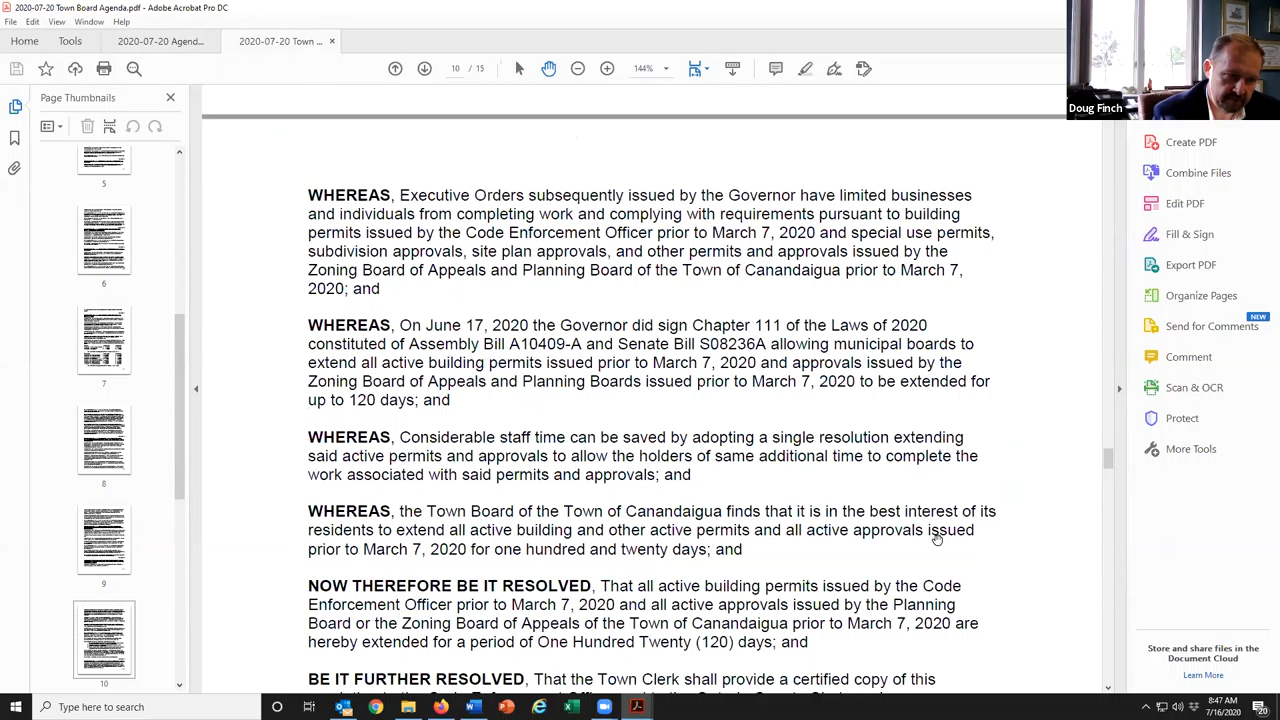 2020-07-20 Town Board Agenda.pdf - Adobe Acrobat Pro DC
File Edit View Window Help
Home Tools 2020-07-20 Agend... 2020-07-20 Town ... ×
10 / 15 144%
Doug Finch
Page Thumbnails
5
6
7
8
9
10
WHEREAS, Executive Orders subsequently issued by the Governor have limited businesses
and individuals from completing work and complying with requirements pursuant to building
permits issued by the Code Enforcement Officer prior to March 7, 2020 and special use permits,
subdivision approvals, site plan approvals, and other permits and approvals issued by the
Zoning Board of Appeals and Planning Board of the Town of Canandaigua prior to March 7,
2020; and
WHEREAS, On June 17, 2020 the Governor did sign Chapter 111 of the Laws of 2020
constituted of Assembly Bill A10409-A and Senate Bill S08236A allowing municipal boards to
extend all active building permits issued prior to March 7, 2020 and approvals issued by the
Zoning Board of Appeals and Planning Boards issued prior to March 7, 2020 to be extended for
up to 120 days; and
WHEREAS, Considerable staff time can be saved by adopting a single resolution extending
said active permits and approvals to allow the holders of same additional time to complete the
work associated with said permits and approvals; and
WHEREAS, the Town Board of the Town of Canandaigua finds that it is in the best interest of its
residents to extend all active building and other active permits and all active approvals issued
prior to March 7, 2020 for one hundred and twenty days; and
NOW THEREFORE BE IT RESOLVED, That all active building permits issued by the Code
Enforcement Officer prior to March 7, 2020 and all active approvals issued by the Planning
Board or the Zoning Board of Appeals of the Town of Canandaigua prior to March 7, 2020 are
hereby extended for a period of One Hundred Twenty (120) days; and
BE IT FURTHER RESOLVED, That the Town Clerk shall provide a certified copy of this
Create PDF
Combine Files
Edit PDF
Fill & Sign
Export PDF
Organize Pages
NEW
Send for Comments
Comment
Scan & OCR
Protect
More Tools
Store and share files in the
Document Cloud
Learn More
Type here to search
8:47 AM
7/16/2020
20